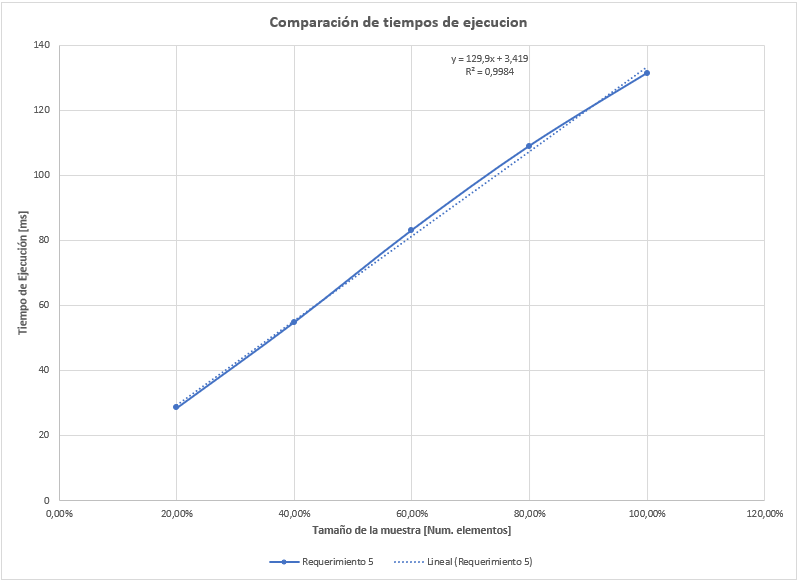 Comparación de tiempos de ejecucion
y = 129,9x + 3,419
R² = 0,9984
140
120
100
80
60
40
20
0
Tiempo de Ejecución [ms]
0,00%
20,00%
40,00%
60,00%
80,00%
100,00%
120,00%
Tamaño de la muestra [Num. elementos]
Requerimiento 5
Lineal (Requerimiento 5)